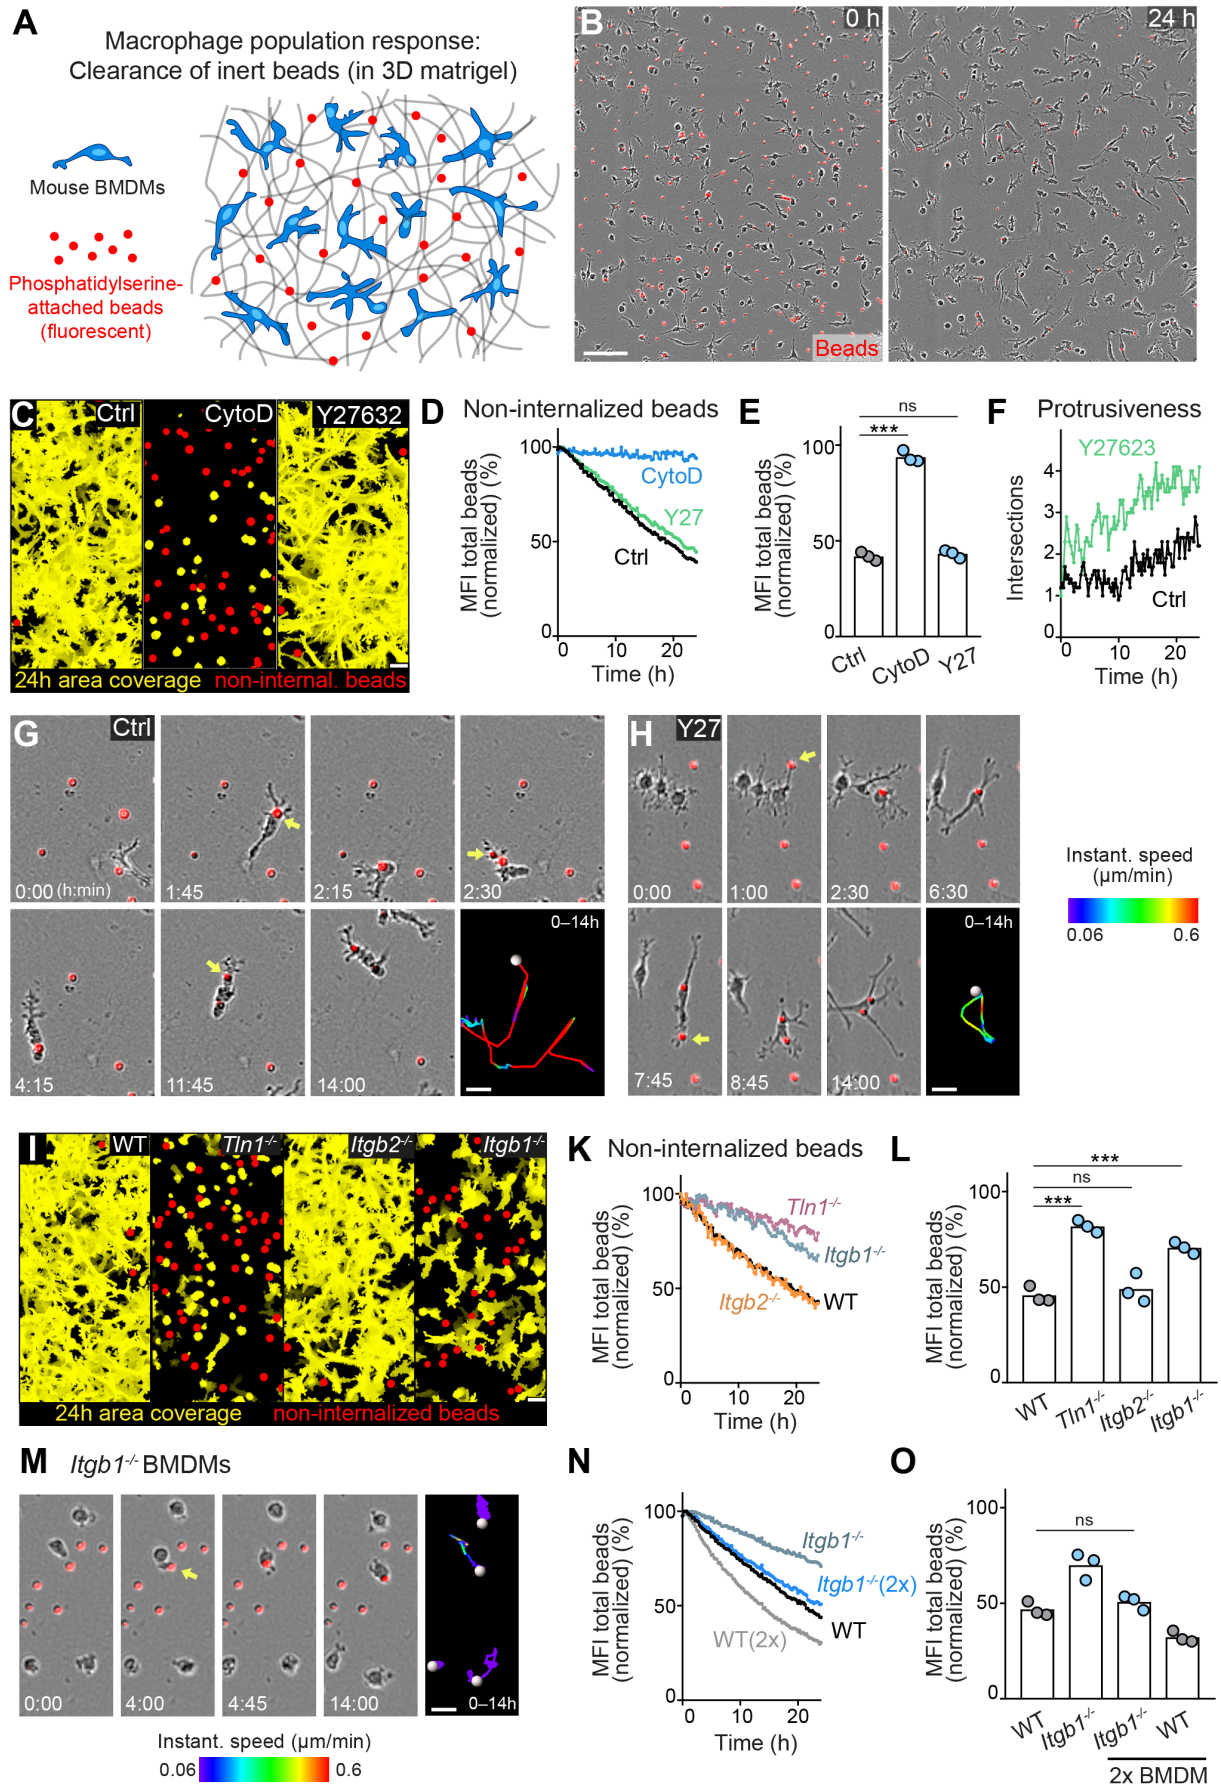 A
Macrophage population response:
Clearance of inert beads (in 3D matrigel)
Mouse BMDMs
Phosphatidylserine-
attached beads
(fluorescent)
B
0 h
24 h
Beads
C
Ctrl
CytoD
Y27632
24h area coverage
non-internal. beads
D
Non-internalized beads
MFI total beads
(normalized) (%)
100
50
0
CytoD
Y27
Ctrl
0
10
20
Time (h)
E
MFI total beads
(normalized) (%)
100
50
0
ns
***
Ctrl
CytoD
Y27
F
Protrusiveness
Y27623
Intersections
4
3
2
1
0
Ctrl
0
10
20
Time (h)
G
Ctrl
0:00 (h:min)
1:45
2:15
2:30
4:15
11:45
14:00
0–14h
H
Y27
0:00
1:00
2:30
6:30
7:45
8:45
14:00
0–14h
Instant. speed
(µm/min)
0.06
0.6
I
WT
Tln1-/-
Itgb2-/-
Itgb1-/-
24h area coverage
non-internalized beads
K
Non-internalized beads
MFI total beads
(normalized) (%)
100
50
0
Tln1-/-
Itgb1-/-
Itgb2-/-
WT
0
10
20
Time (h)
L
MFI total beads
(normalized) (%)
100
50
0
***
ns
***
WT
Tln1-/-
Itgb2-/-
Itgb1-/-
M
Itgb1-/- BMDMs
0:00
4:00
4:45
14:00
0–14h
Instant. speed (µm/min)
0.06
0.6
N
MFI total beads
(normalized) (%)
100
50
0
Itgb1-/-
Itgb1-/-(2x)
WT
WT(2x)
0
10
20
Time (h)
O
MFI total beads
(normalized) (%)
100
50
0
ns
WT
Itgb1-/-
Itgb1-/-
WT
2x BMDM